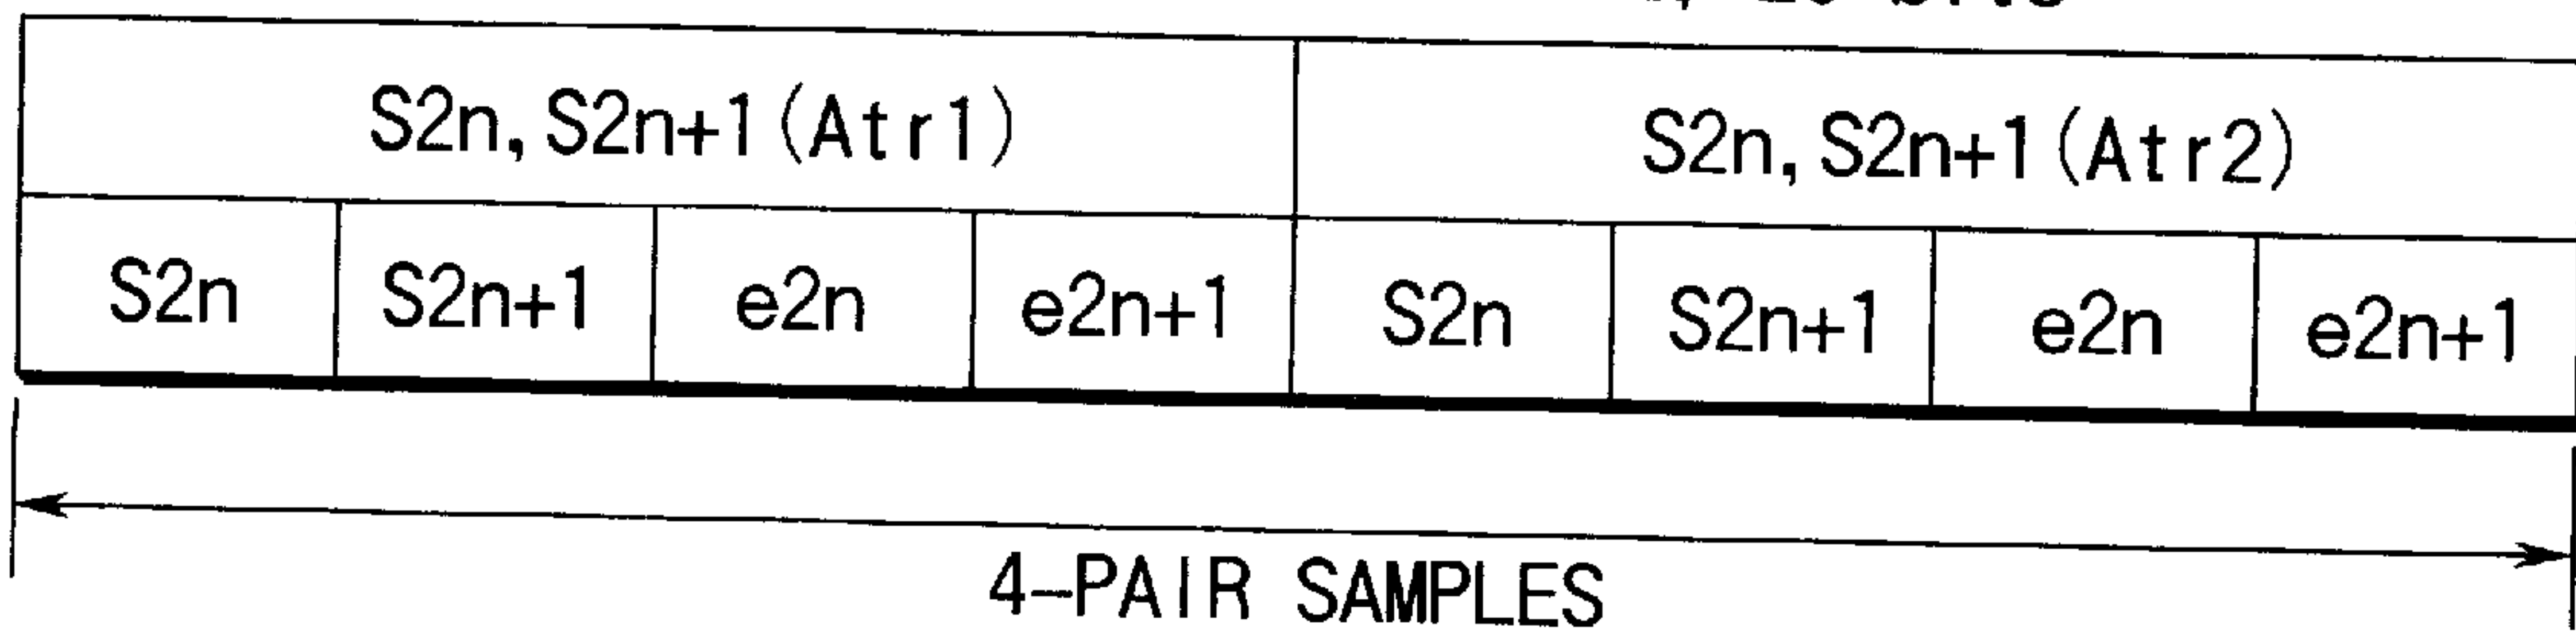 S2n, S2n+1 (Atr1) S2n, S2n+1 (Atr2)
S2n S2n+1 e2n e2n+1 S2n S2n+1 e2n e2n+1
4-PAIR SAMPLES